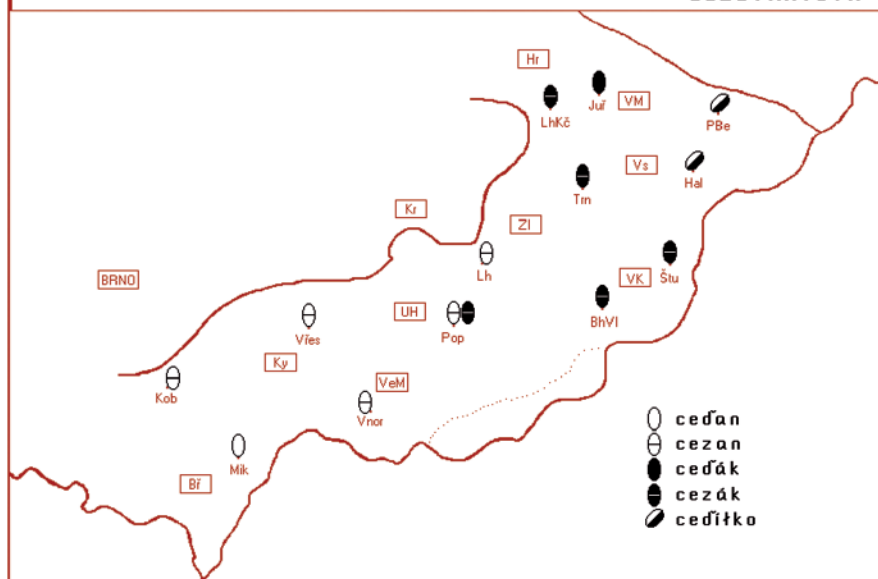 Hr
LhKč
Juř
VM
PBe
Vs
Hal
Trn
Kr
Zl
Lh
BRNO
VK
Štu
UH
BhVl
Vřes
Pop
Ky
VeM
Kob
Vnor
Mik
Bř
ceďan
cezan
ceďák
cezák
ceďíłko